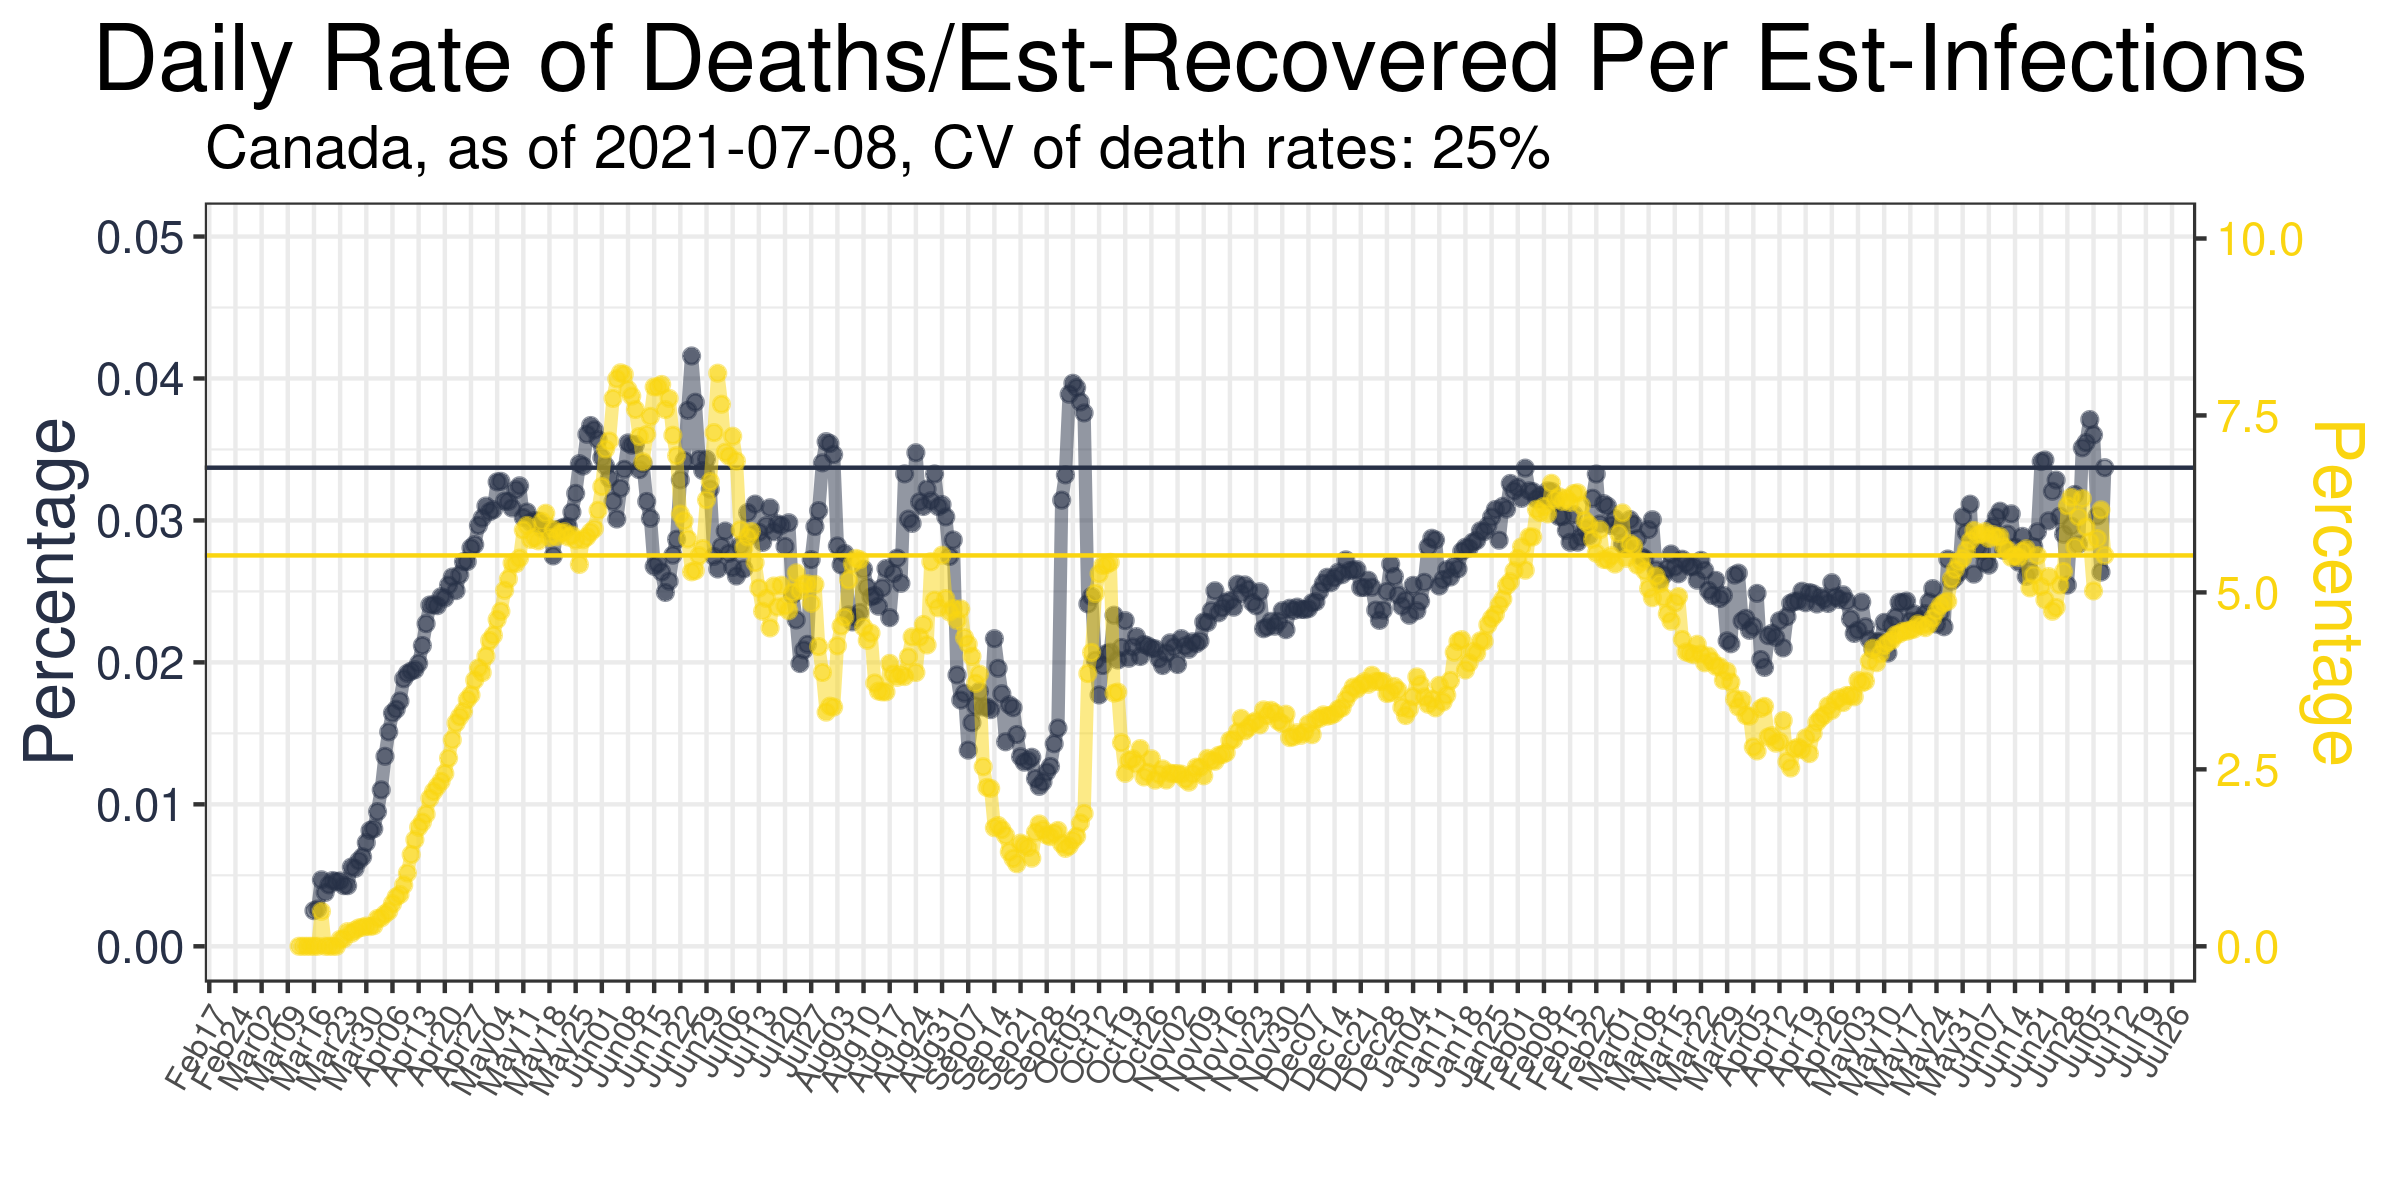 Daily Rate of Deaths/Est-Recovered Per Est-Infections
Canada, as of 2021-07-08, CV of death rates: 25%
Percentage
0.05
0.04
0.03
0.02
0.01
0.00
10.0
7.5
5.0
2.5
0.0
Percentage
Feb17
Feb24
Mar02
Mar09
Mar16
Mar23
Mar30
Apr06
Apr13
Apr20
Apr27
May04
May11
May18
May25
Jun01
Jun08
Jun15
Jun22
Jun29
Jul06
Jul13
Jul20
Jul27
Aug03
Aug10
Aug17
Aug24
Aug31
Sep07
Sep14
Sep21
Sep28
Oct05
Oct12
Oct19
Oct26
Nov02
Nov09
Nov16
Nov23
Nov30
Dec07
Dec14
Dec21
Dec28
Jan04
Jan11
Jan18
Jan25
Feb01
Feb08
Feb15
Feb22
Mar01
Mar08
Mar15
Mar22
Mar29
Apr05
Apr12
Apr19
Apr26
May03
May10
May17
May24
May31
Jun07
Jun14
Jun21
Jun28
Jul05
Jul12
Jul19
Jul26